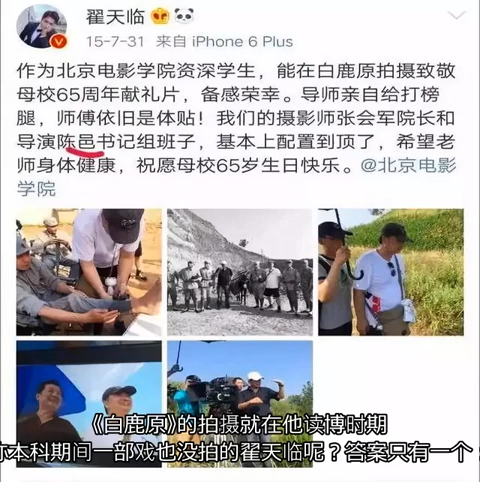 翟天临
15-7-31 来自 iPhone 6 Plus
作为北京电影学院资深学生，能在白鹿原拍摄致敬
母校65周年献礼片，备感荣幸。导师亲自给打榜
腿，师傅依旧是体贴！我们的摄影师张会军院长和
导演陈邑书记组班子，基本上配置到顶了，希望老
师身体健康，祝愿母校65岁生日快乐。@北京电影
学院
《白鹿原》的拍摄就在他读博时期
本科期间一部戏也没拍的翟天临呢？答案只有一个